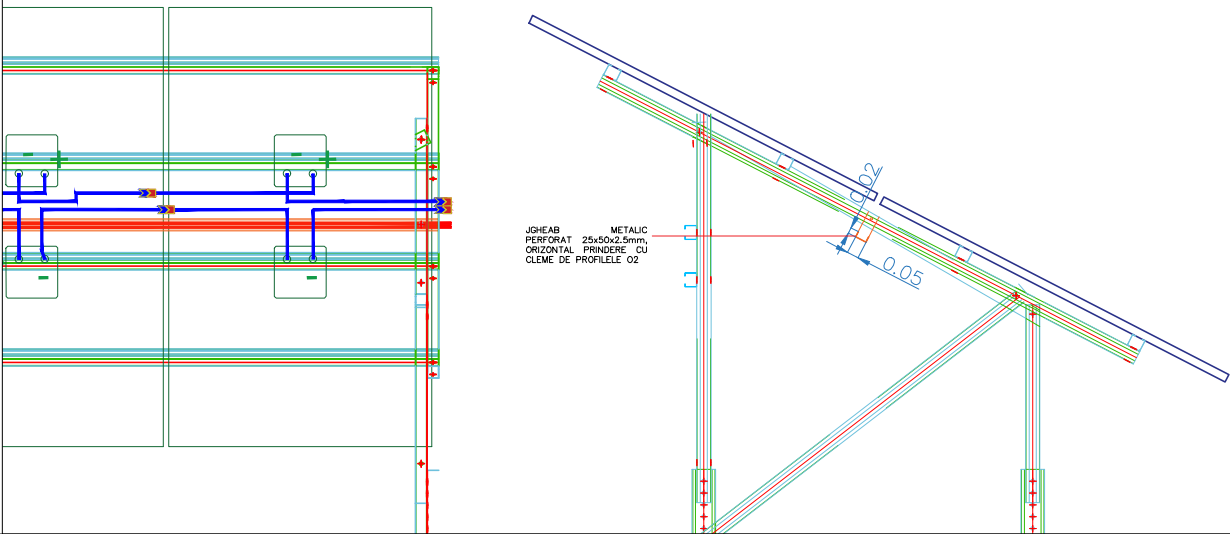 0.02
JGHEAB METALIC
PERFORAT 25x50x2.5mm,
ORIZONTAL PRINDERE CU
CLEME DE PROFILELE O2
0.05